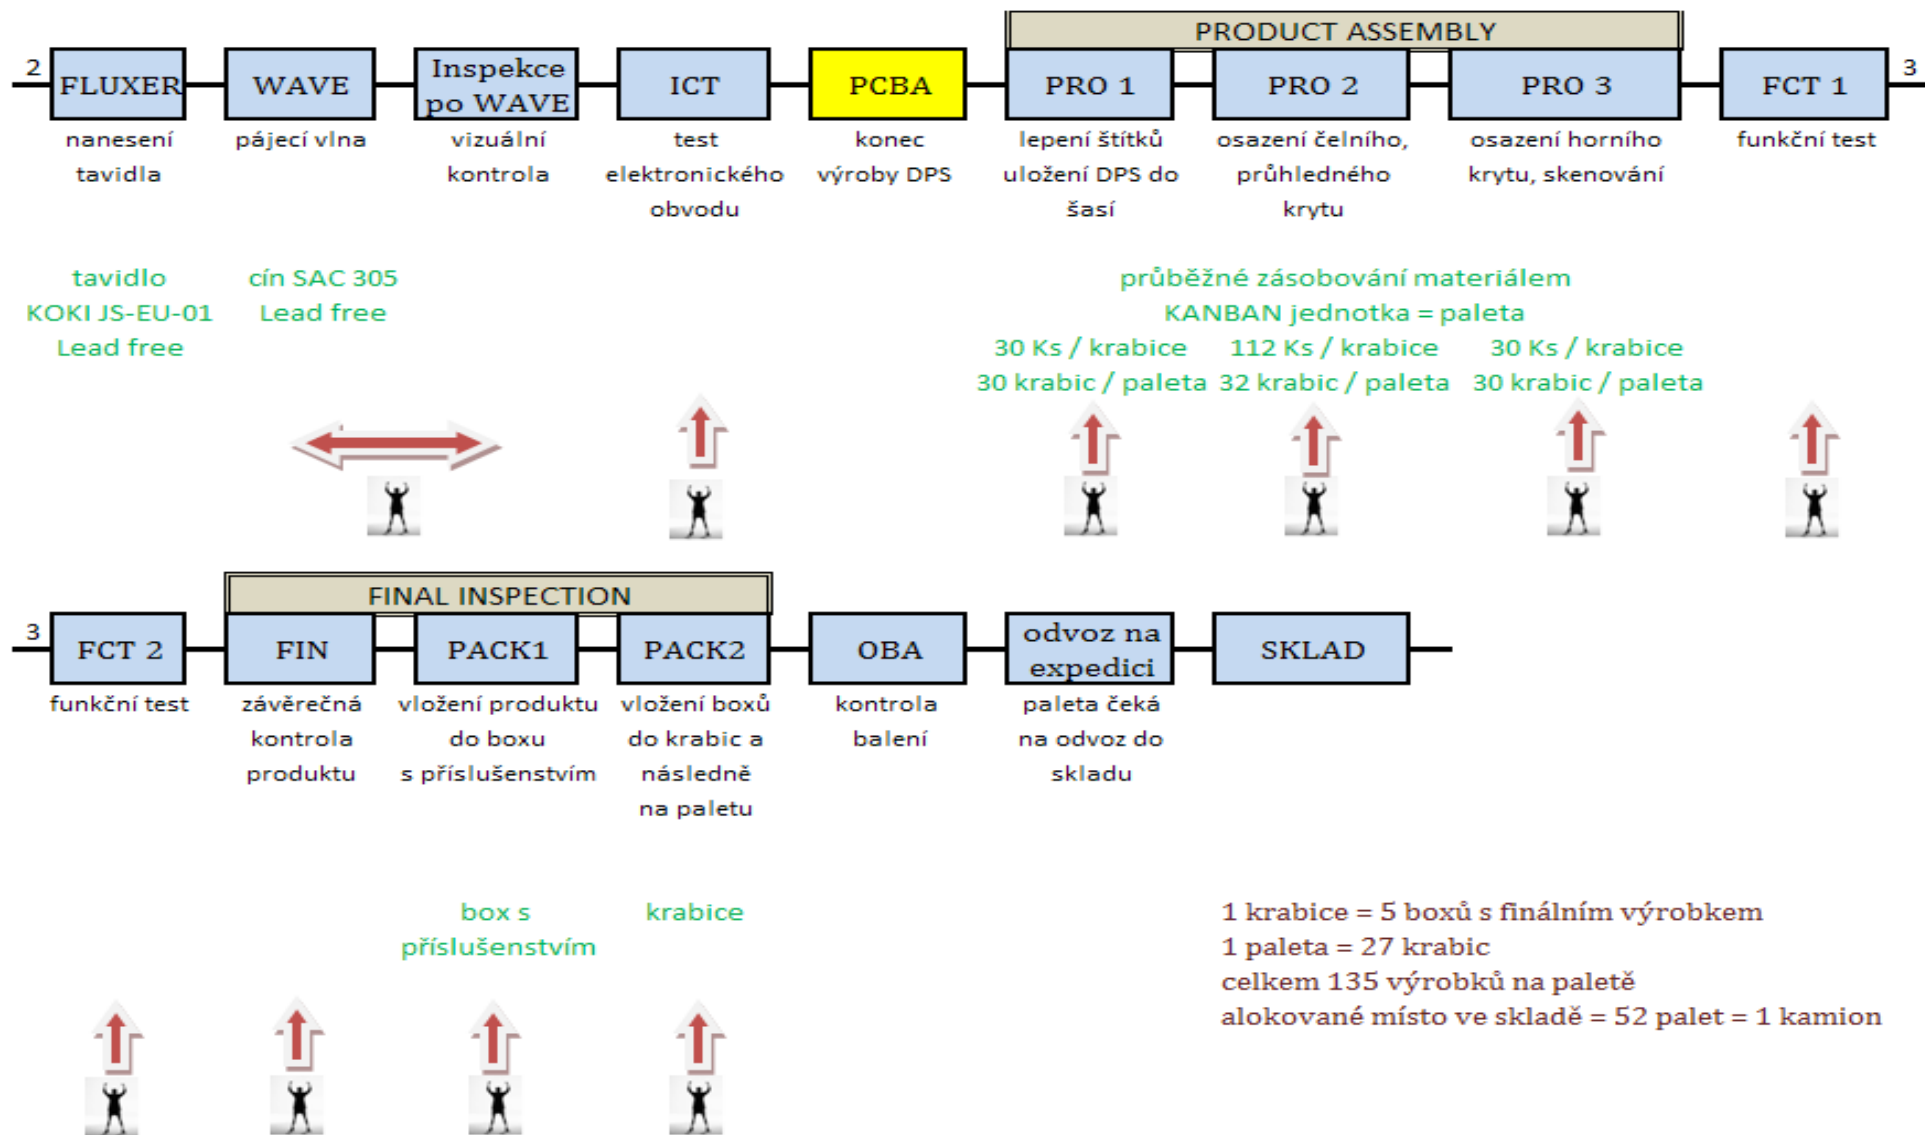 PRODUCT ASSEMBLY
2
FLUXER
WAVE
Inspekce
po WAVE
ICT
PCBA
PRO 1
PRO 2
PRO 3
FCT 1
3
nanesení
tavidla
pájecí vlna
vizuální
kontrola
test
elektronického
obvodu
konec
výroby DPS
lepení štítků
uložení DPS do
šasí
osazení čelního,
průhledného
krytu
osazení horního
krytu, skenování
funkční test
tavidlo
KOKI JS-EU-01
Lead free
cín SAC 305
Lead free
průběžné zásobování materiálem
KANBAN jednotka = paleta
30 Ks / krabice
30 krabic / paleta
112 Ks / krabice
32 krabic / paleta
30 Ks / krabice
30 krabic / paleta
FINAL INSPECTION
3
FCT 2
FIN
PACK1
PACK2
OBA
odvoz na
expedici
SKLAD
funkční test
závěrečná
kontrola
produktu
vložení produktu
do boxu
s příslušenstvím
vložení boxů
do krabic a
následně
na paletu
kontrola
balení
paleta čeká
na odvoz do
skladu
box s
příslušenstvím
krabice
1 krabice = 5 boxů s finálním výrobkem
1 paleta = 27 krabic
celkem 135 výrobků na paletě
alokované místo ve skladě = 52 palet = 1 kamion